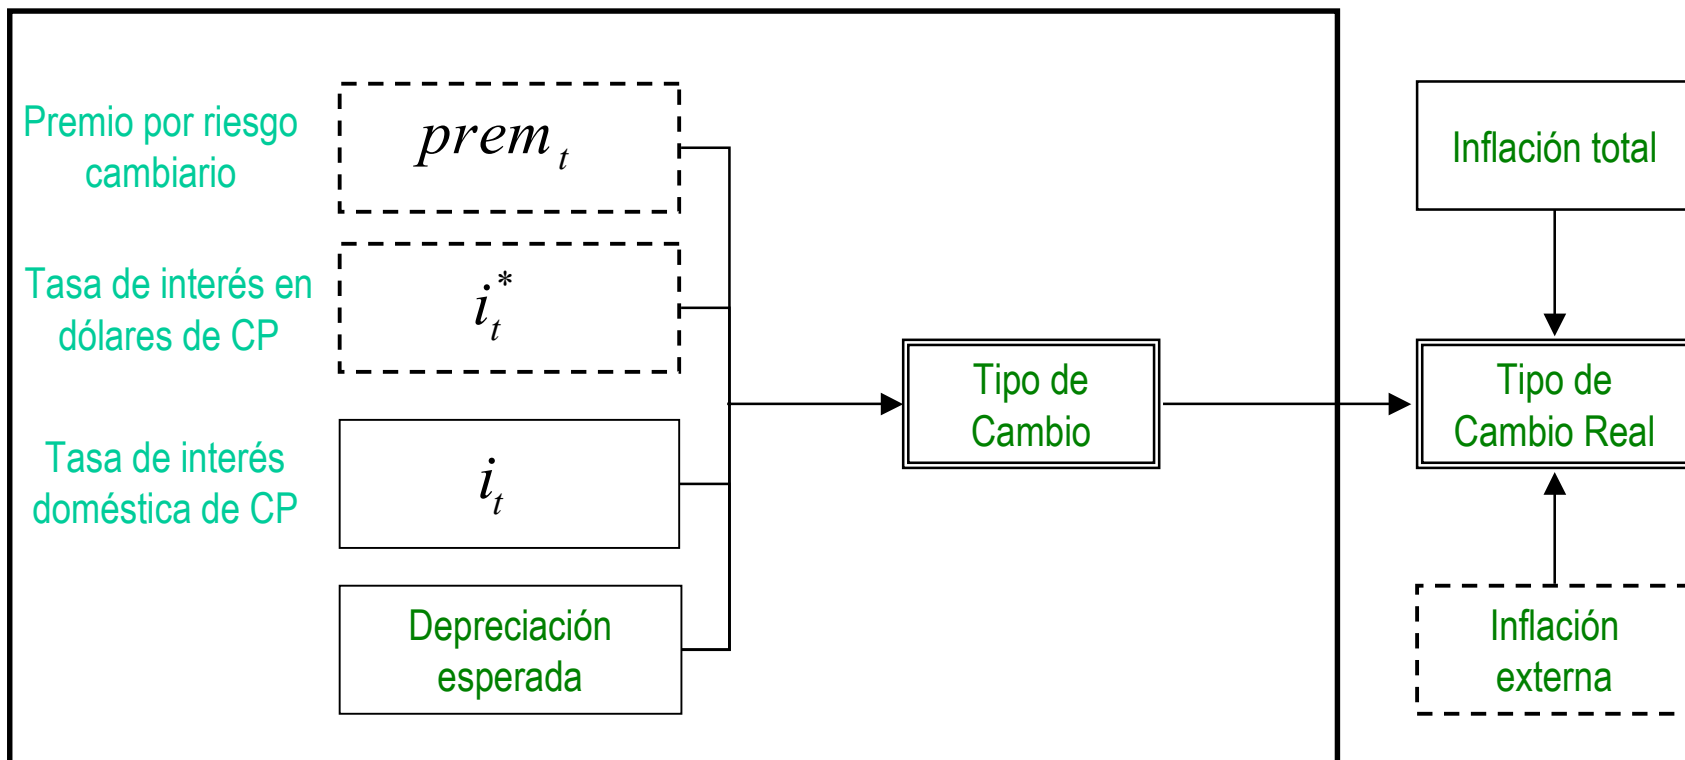 Premio por riesgo
cambiario
prem_t
Tasa de interés en
dólares de CP
i_t^*
Tasa de interés
doméstica de CP
i_t
Depreciación
esperada
Tipo de
Cambio
Inflación total
Tipo de
Cambio Real
Inflación
externa